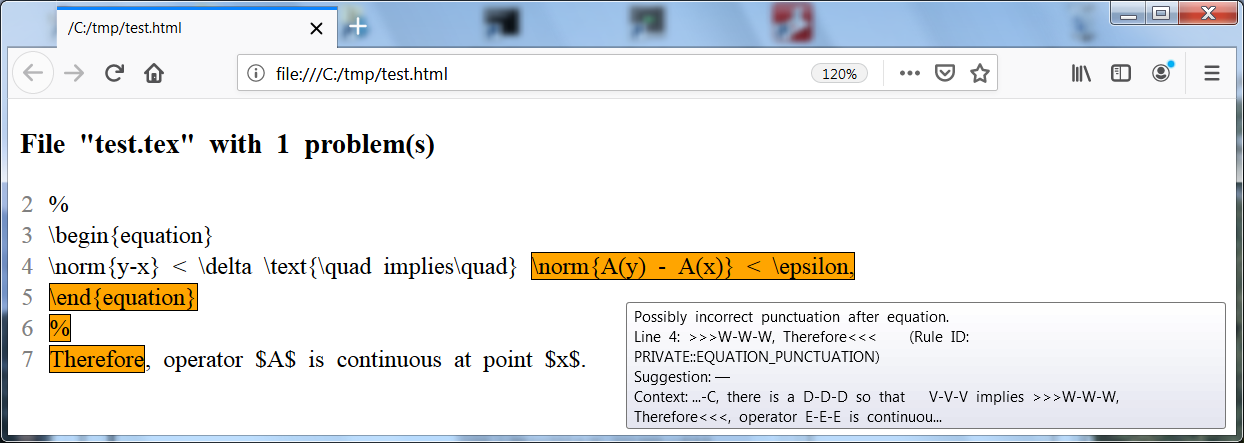 /C:/tmp/test.html
file:///C:/tmp/test.html 120%
File "test.tex" with 1 problem(s)
2 %
3 \begin{equation}
4 \norm{y-x} < \delta \text{\quad implies\quad} \norm{A(y) - A(x)} < \epsilon,
5 \end{equation}
6 %
7 Therefore, operator $A$ is continuous at point $x$.
Possibly incorrect punctuation after equation.
Line 4: >>>W-W-W, Therefore<<< (Rule ID:
PRIVATE::EQUATION_PUNCTUATION)
Suggestion: —
Context: ...-C, there is a D-D-D so that V-V-V implies >>>W-W-W,
Therefore<<<, operator E-E-E is continuou...